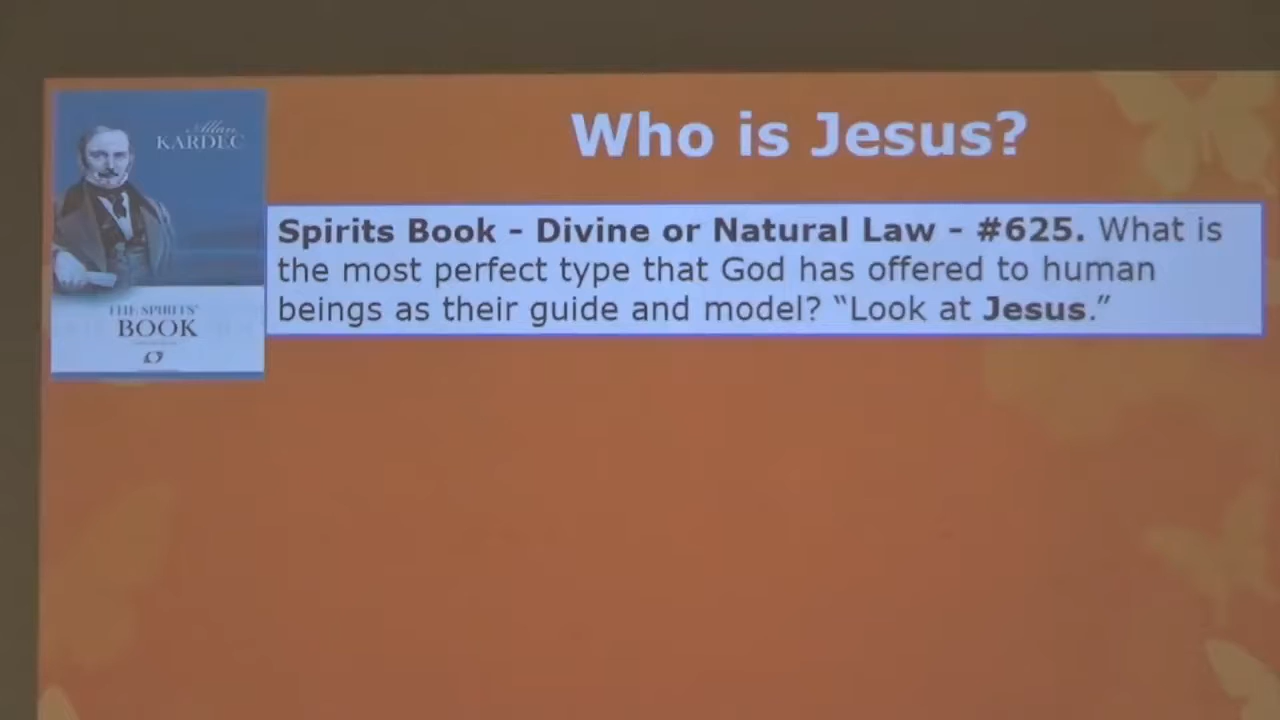 Who is Jesus?
Allan
KARDEC
THE SPIRITS'
BOOK
Spirits Book - Divine or Natural Law - #625. What is
the most perfect type that God has offered to human
beings as their guide and model? “Look at Jesus.”